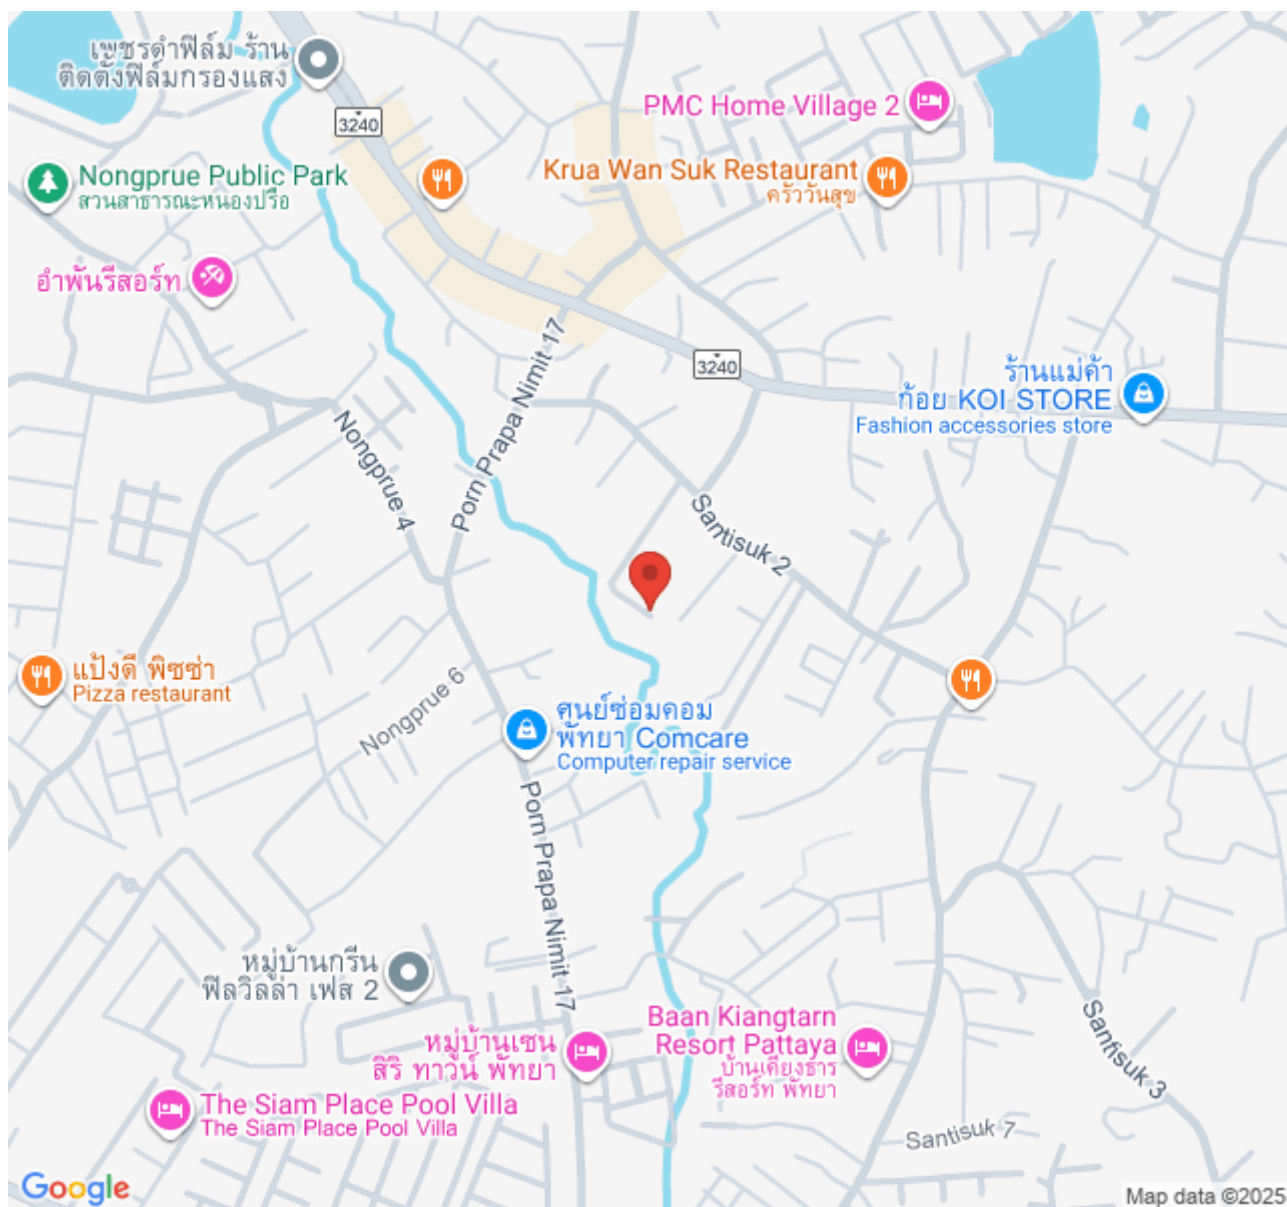 เพชรดำฟิล์ม ร้าน
ติดตั้งฟิล์มกรองแสง
3240
PMC Home Village 2
Krua Wan Suk Restaurant
ครัววันสุข
Nongprue Public Park
สวนสาธารณะหนองปรือ
อำพันรีสอร์ท
Porn Prapa Nimit 17
3240
ร้านแม่ค้า
ก้อย KOI STORE
Fashion accessories store
Nongprue 4
Santisuk 2
แป้งดี พิซซ่า
Pizza restaurant
Nongprue 6
ศูนย์ซ่อมคอม
พัทยา Comcare
Computer repair service
Porn Prapa Nimit 17
หมู่บ้านกรีน
ฟิลวิลล่า เฟส 2
หมู่บ้านเซน
สิริ ทาวน์ พัทยา
Baan Kiangtarn
Resort Pattaya
บ้านเคียงธาร
รีสอร์ท พัทยา
Santisuk 3
The Siam Place Pool Villa
The Siam Place Pool Villa
Santisuk 7
Google
Map data ©2025